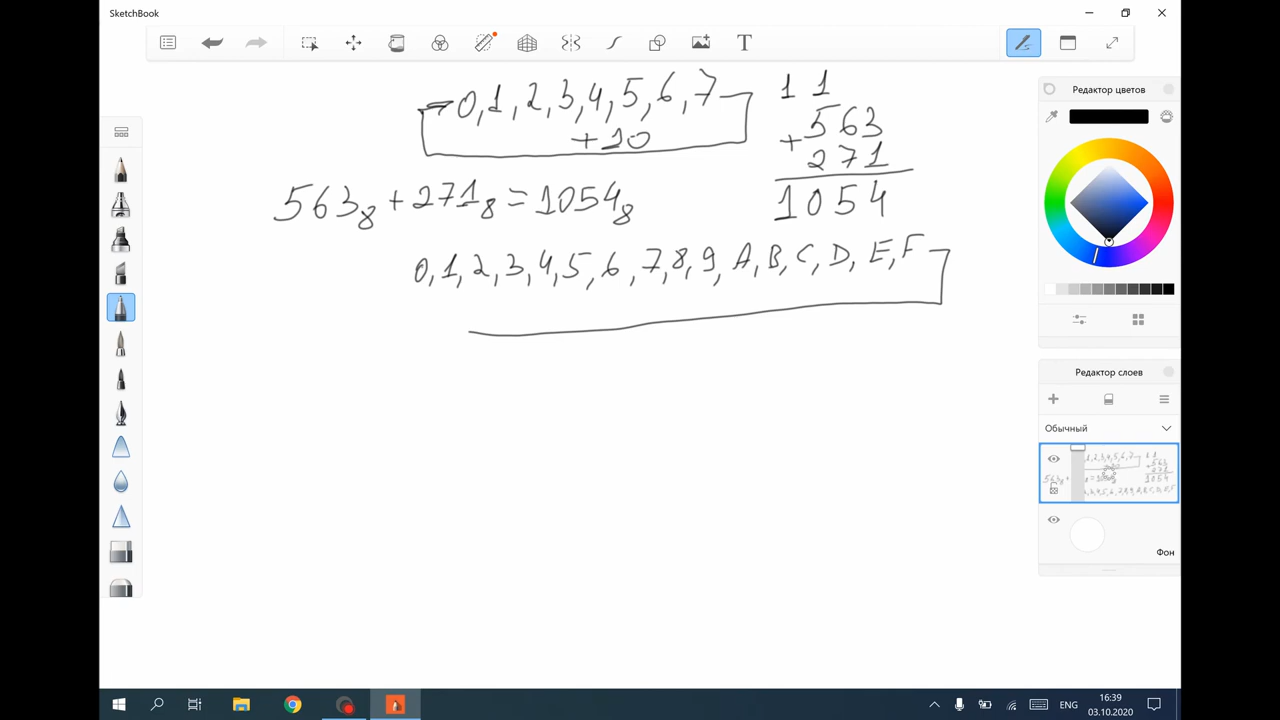 SketchBook
0,1,2,3,4,5,6,7
+10
1 1
563
+
271
1054
563₈+271₈=1054₈
0,1,2,3,4,5,6,7,8,9,A,B,C,D,E,F
Редактор цветов
Редактор слоев
Обычный
Фон
ENG
16:39
03.10.2020